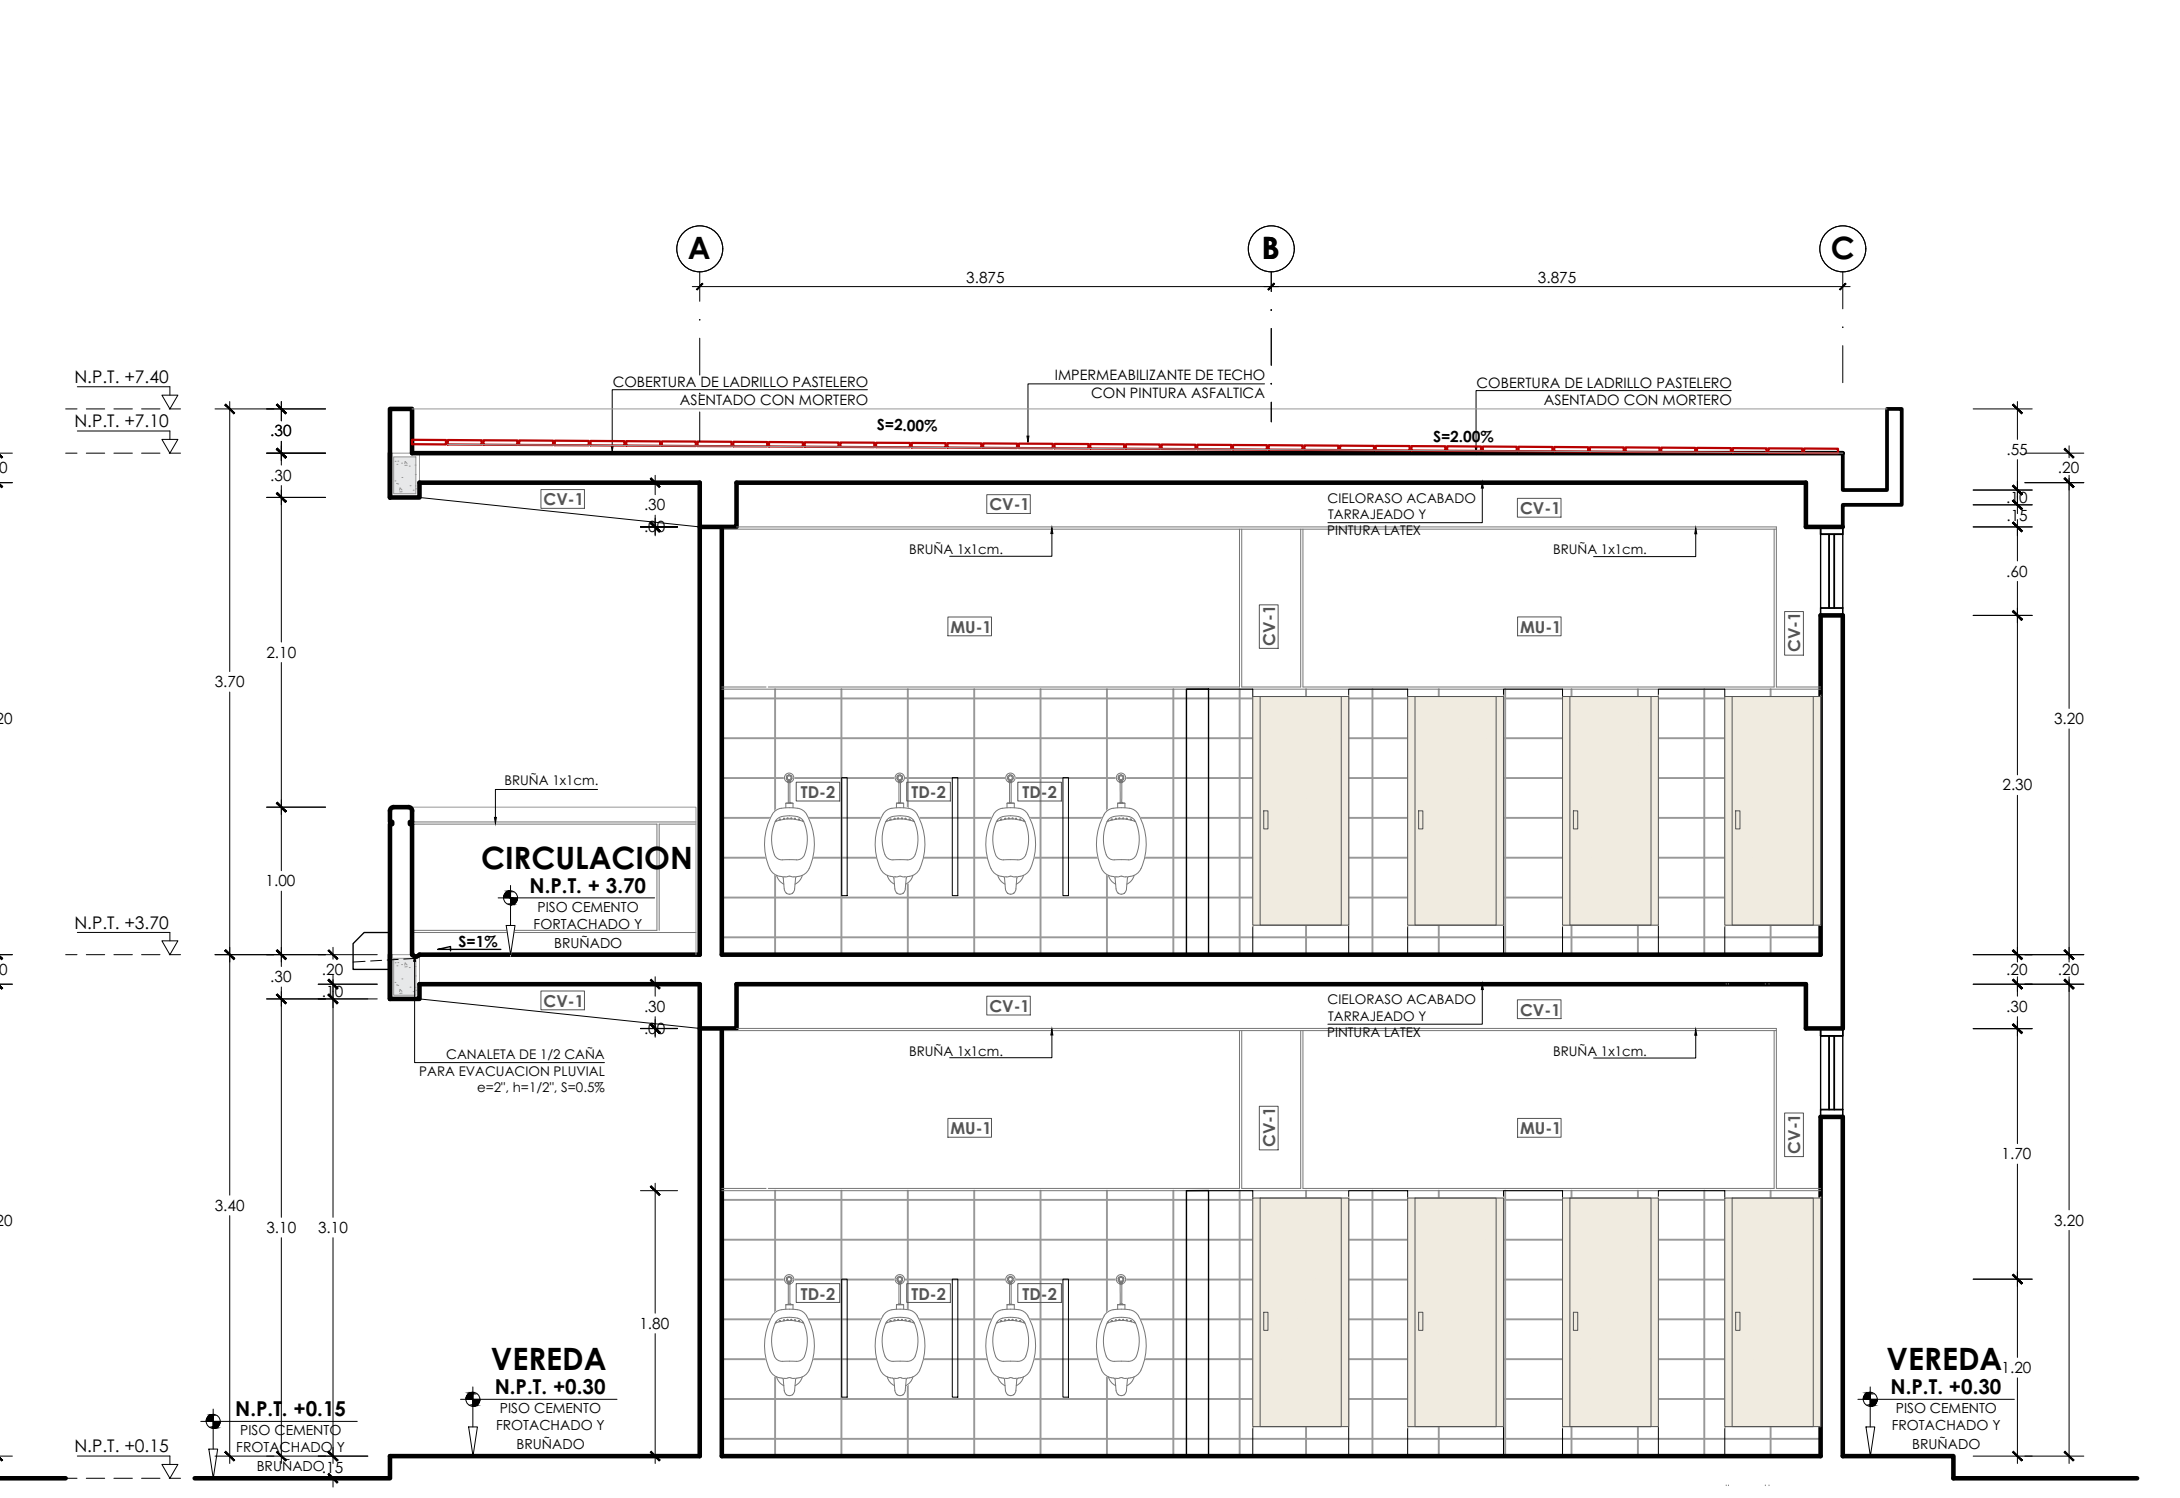 A
B
C
3.875
3.875
N.P.T. +7.40
N.P.T. +7.10
COBERTURA DE LADRILLO PASTELERO
ASENTADO CON MORTERO
IMPERMEABILIZANTE DE TECHO
CON PINTURA ASFALTICA
COBERTURA DE LADRILLO PASTELERO
ASENTADO CON MORTERO
S=2.00%
S=2.00%
.30
.30
.55
.20
.10
.15
CV-1
.30
CV-1
CIELORASO ACABADO
TARRAJEADO Y
PINTURA LATEX
CV-1
BRUÑA 1x1cm.
BRUÑA 1x1cm.
.60
MU-1
CV-1
MU-1
CV-1
2.10
3.70
3.20
2.30
BRUÑA 1x1cm.
TD-2
TD-2
TD-2
CIRCULACION
N.P.T. + 3.70
PISO CEMENTO
FORTACHADO Y
BRUÑADO
S=1%
1.00
N.P.T. +3.70
.30
.20
.10
.20
.20
CV-1
.30
CV-1
CIELORASO ACABADO
TARRAJEADO Y
PINTURA LATEX
CV-1
.30
BRUÑA 1x1cm.
BRUÑA 1x1cm.
CANALETA DE 1/2 CAÑA
PARA EVACUACION PLUVIAL
e=2", h=1/2", S=0.5%
MU-1
CV-1
MU-1
CV-1
1.70
3.40
3.10
3.10
3.20
TD-2
TD-2
TD-2
1.80
VEREDA
N.P.T. +0.30
PISO CEMENTO
FROTACHADO Y
BRUÑADO
VEREDA
1.20
N.P.T. +0.30
PISO CEMENTO
FROTACHADO Y
BRUÑADO
N.P.T. +0.15
PISO CEMENTO
FROTACHADO Y
BRUÑADO
.15
N.P.T. +0.15